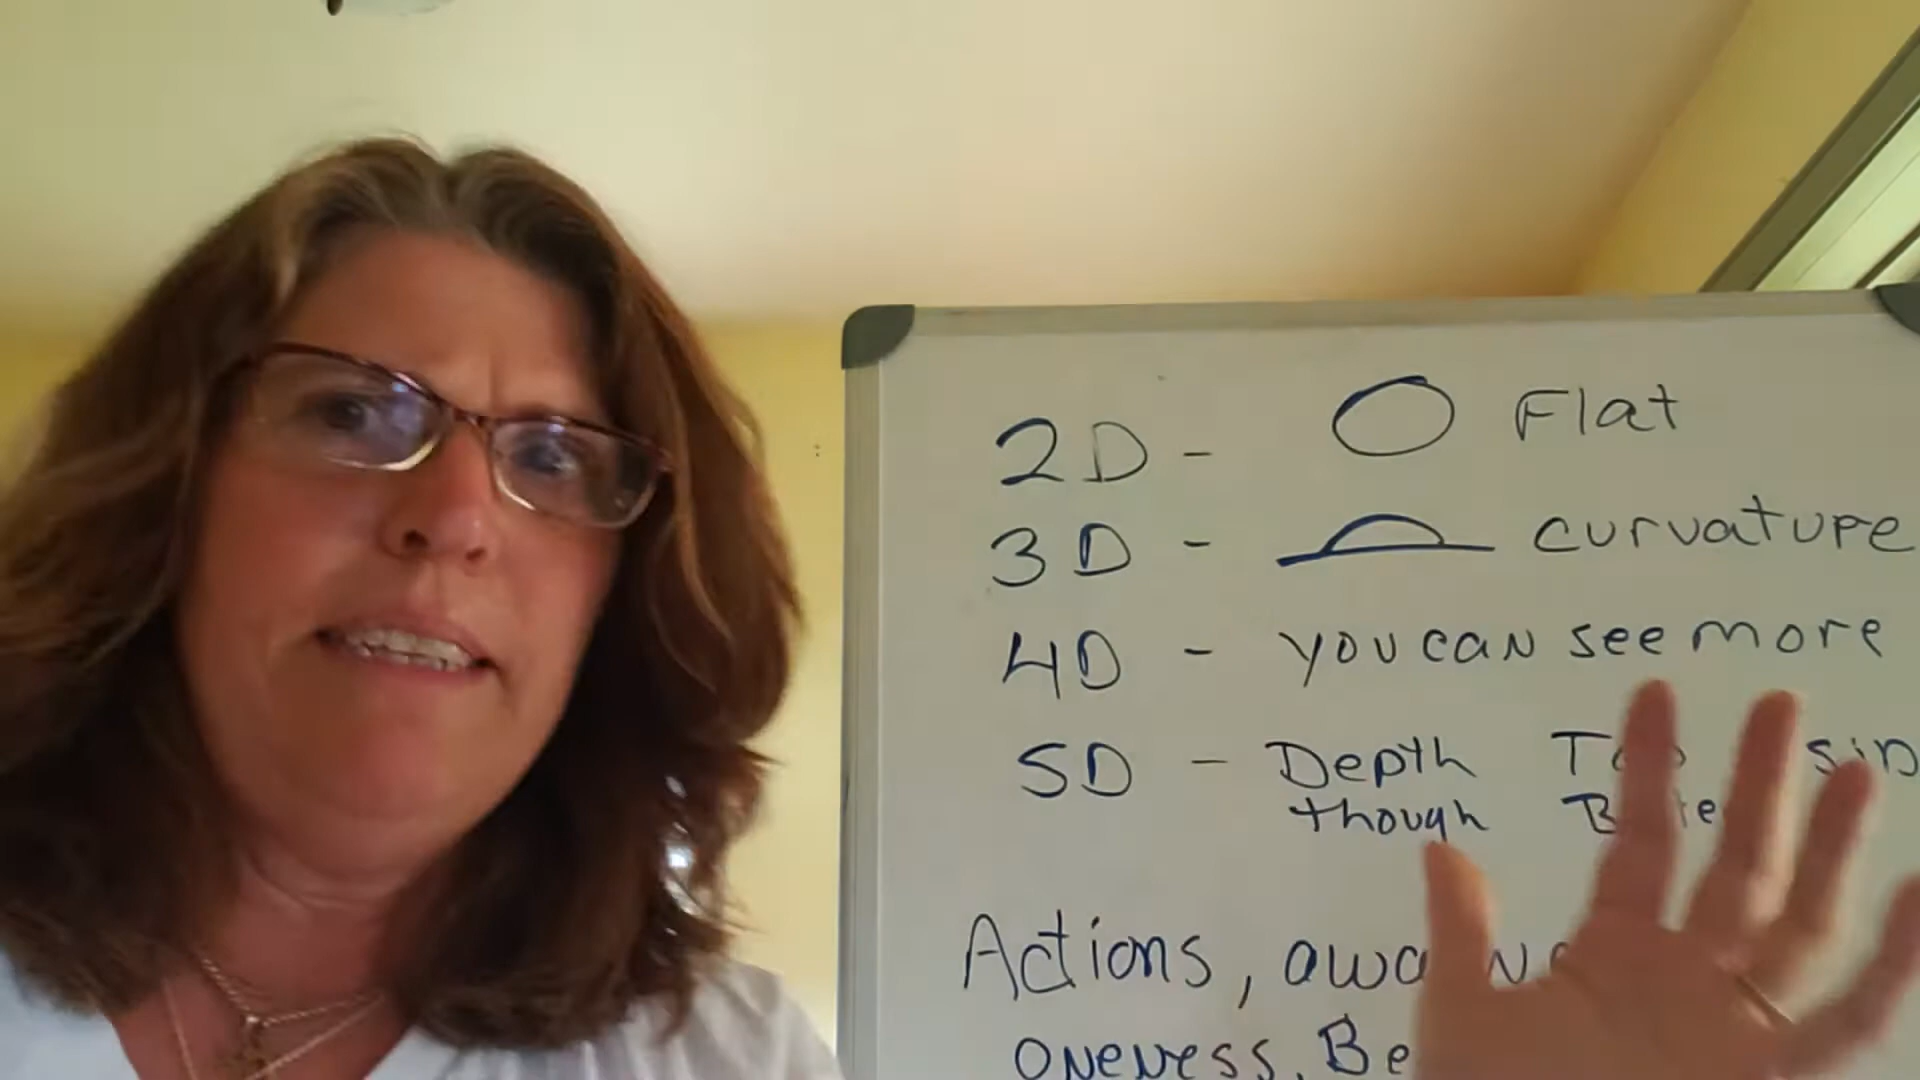 2D - Flat
3D - curvature
4D - you can see more
5D - Depth
though
Actions,
oneness.